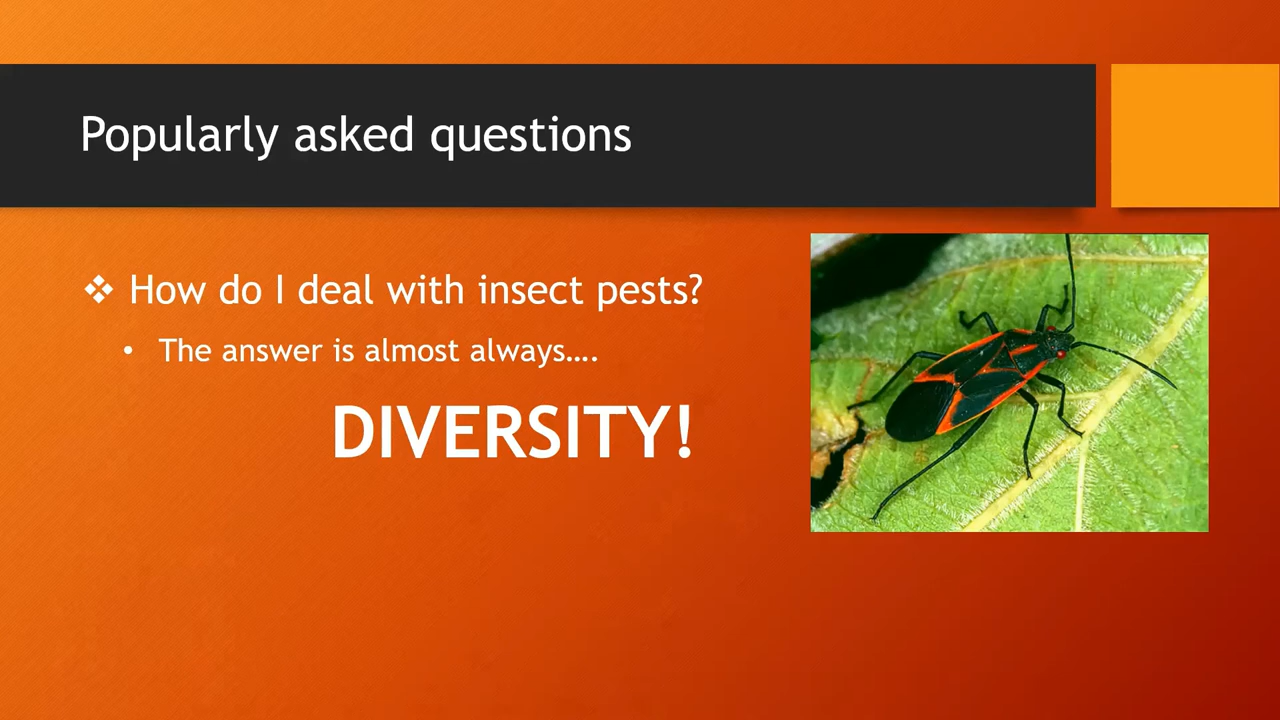 Popularly asked questions
❖ How do I deal with insect pests?
• The answer is almost always….
DIVERSITY!